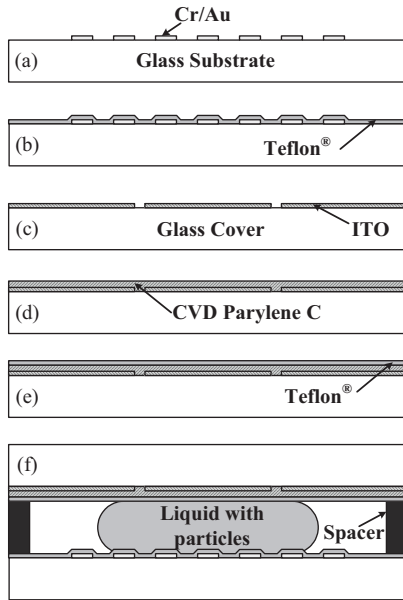 Cr/Au
(a)
Glass Substrate
(b)
Teflon®
(c)
Glass Cover
ITO
(d)
CVD Parylene C
(e)
Teflon®
(f)
Liquid with
particles
Spacer